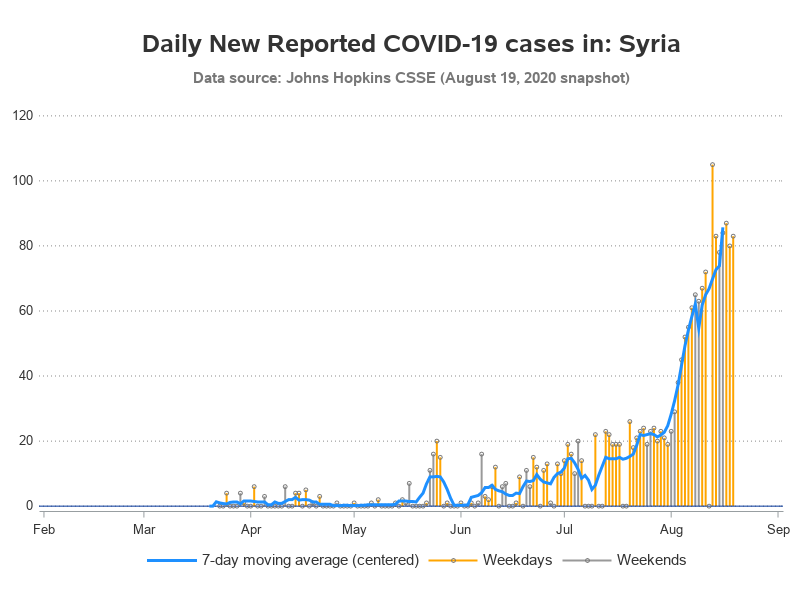 Daily New Reported COVID-19 cases in: Syria
Data source: Johns Hopkins CSSE (August 19, 2020 snapshot)
120
100
80
60
40
20
0
Feb Mar Apr May Jun Jul Aug Sep
7-day moving average (centered) Weekdays Weekends